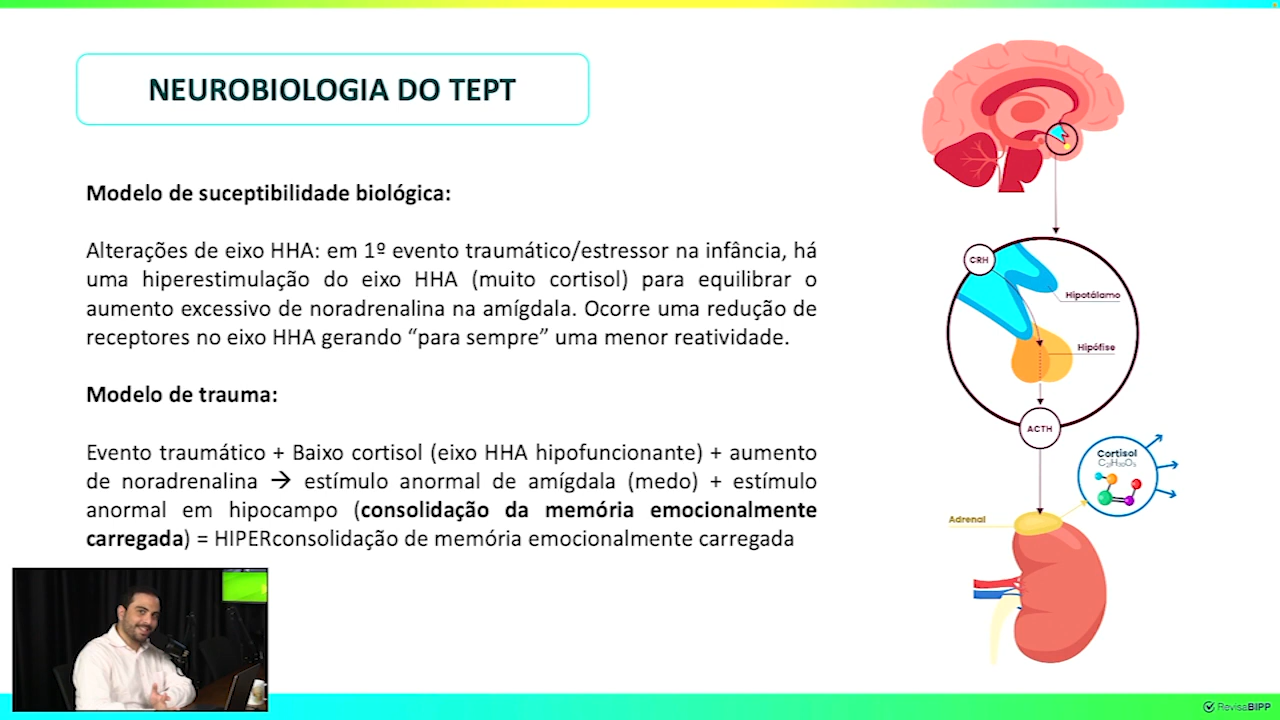 NEUROBIOLOGIA DO TEPT
Modelo de suceptibilidade biológica:
Alterações de eixo HHA: em 1º evento traumático/estressor na infância, há
uma hiperestimulação do eixo HHA (muito cortisol) para equilibrar o
aumento excessivo de noradrenalina na amígdala. Ocorre uma redução de
receptores no eixo HHA gerando “para sempre” uma menor reatividade.
Modelo de trauma:
Evento traumático + Baixo cortisol (eixo HHA hipofuncionante) + aumento
de noradrenalina → estímulo anormal de amígdala (medo) + estímulo
anormal em hipocampo (consolidação da memória emocionalmente
carregada) = HIPERconsolidação de memória emocionalmente carregada
CRH
Hipotálamo
Hipófise
ACTH
Cortisol
C₂₁H₃₀O₅
Adrenal
RevisaBIPP